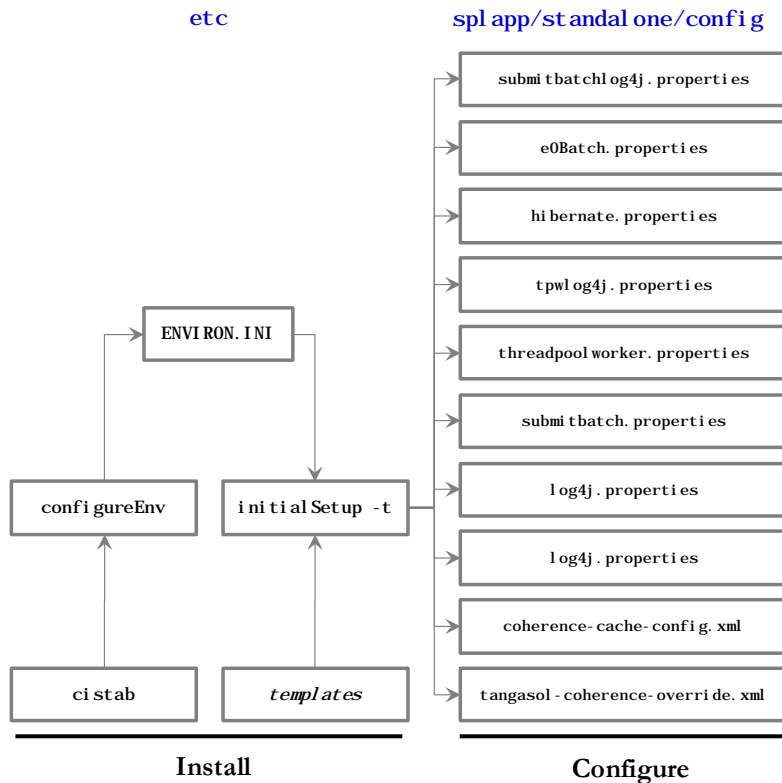 etc
splapp/standalone/config
submitbatchlog4j.properties
e0Batch.properties
hibernate.properties
tpwlog4j.properties
ENVIRON.INI
threadpoolworker.properties
submitbatch.properties
configureEnv
initialSetup -t
log4j.properties
log4j.properties
coherence-cache-config.xml
cistab
templates
tangasol-coherence-override.xml
Install
Configure